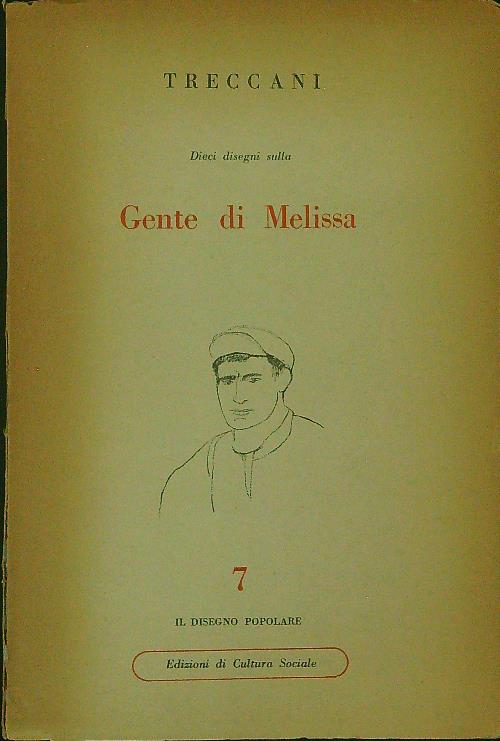 TRECCANI
Dieci disegni sulla
Gente di Melissa
7
IL DISEGNO POPOLARE
Edizioni di Cultura Sociale